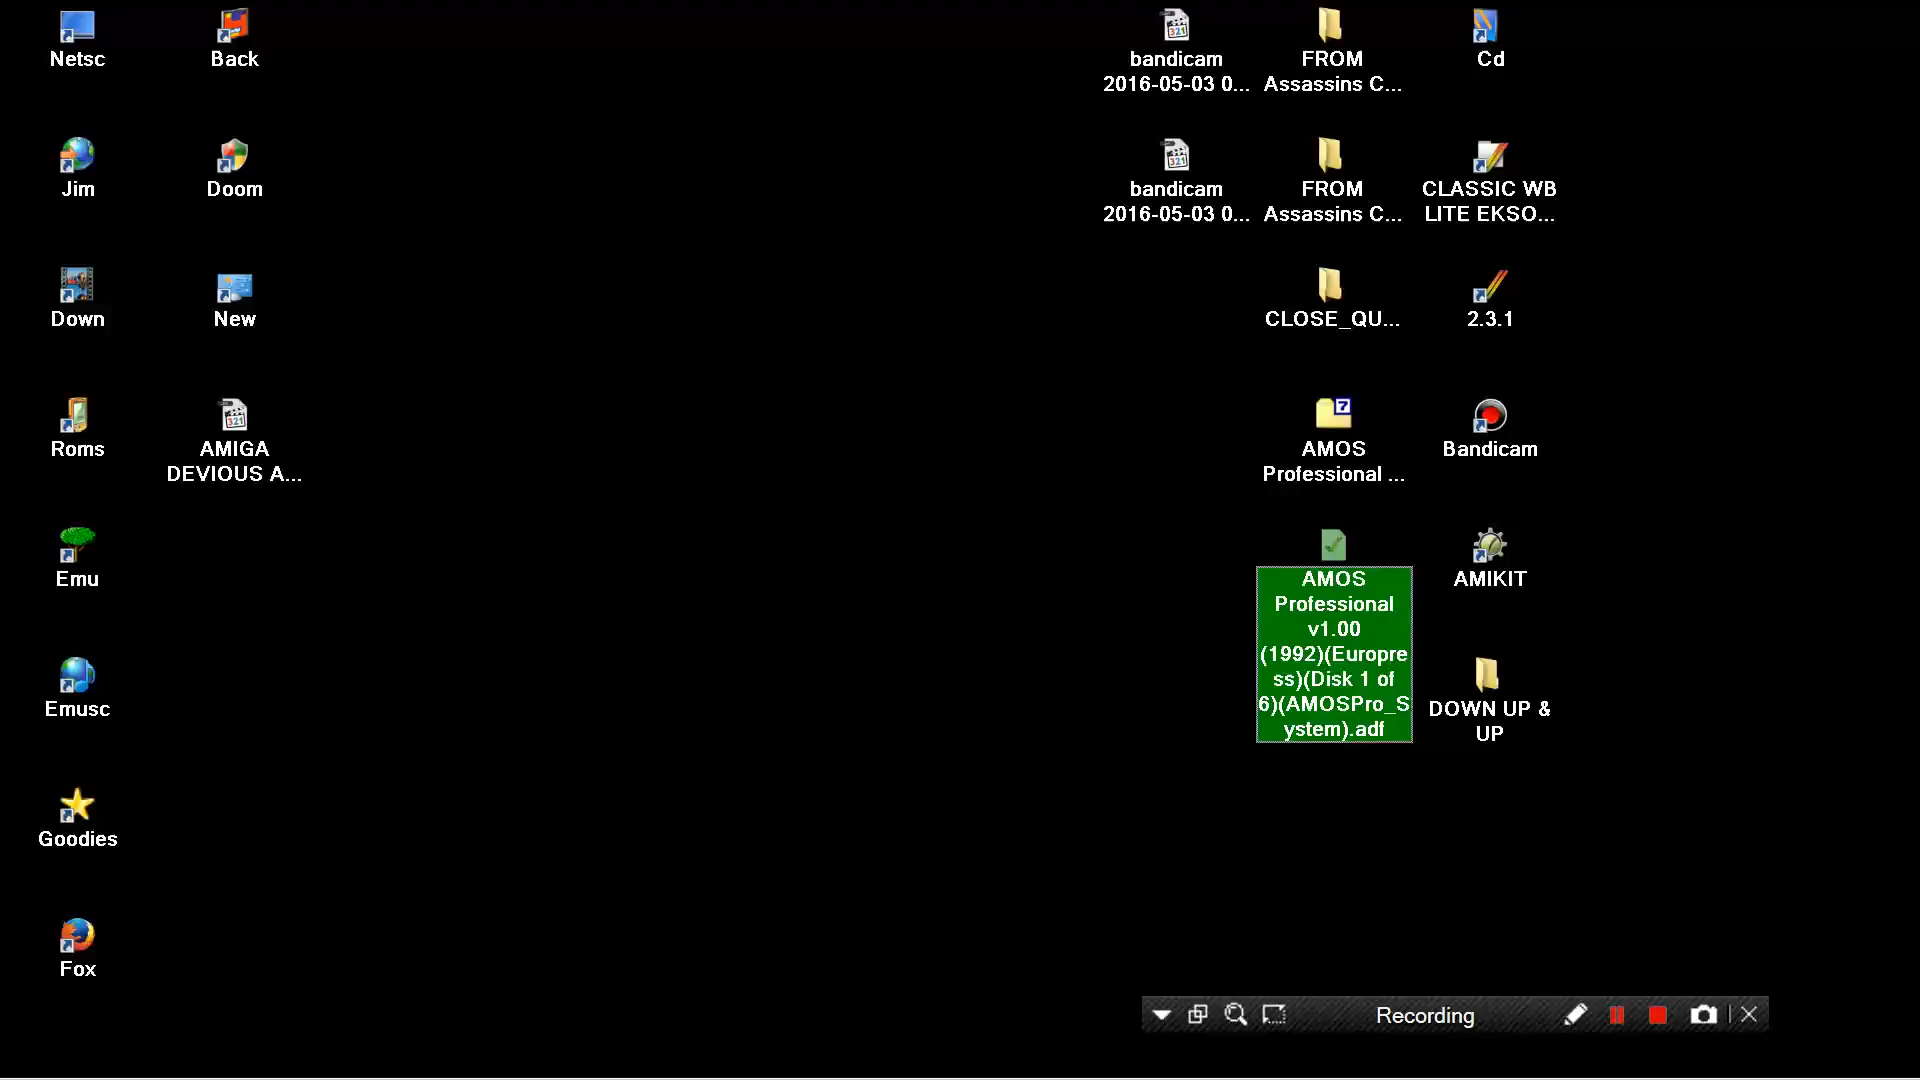 Netsc
Back
bandicam
2016-05-03 0...
FROM
Assassins C...
Cd
Jim
Doom
bandicam
2016-05-03 0...
FROM
Assassins C...
CLASSIC WB
LITE EKSO...
Down
New
CLOSE_QU...
2.3.1
Roms
AMIGA
DEVIOUS A...
AMOS
Professional ...
Bandicam
Emu
AMOS
Professional
v1.00
(1992)(Europre
ss)(Disk 1 of
6)(AMOSPro_S
ystem).adf
AMIKIT
Emusc
DOWN UP &
UP
Goodies
Fox
Recording